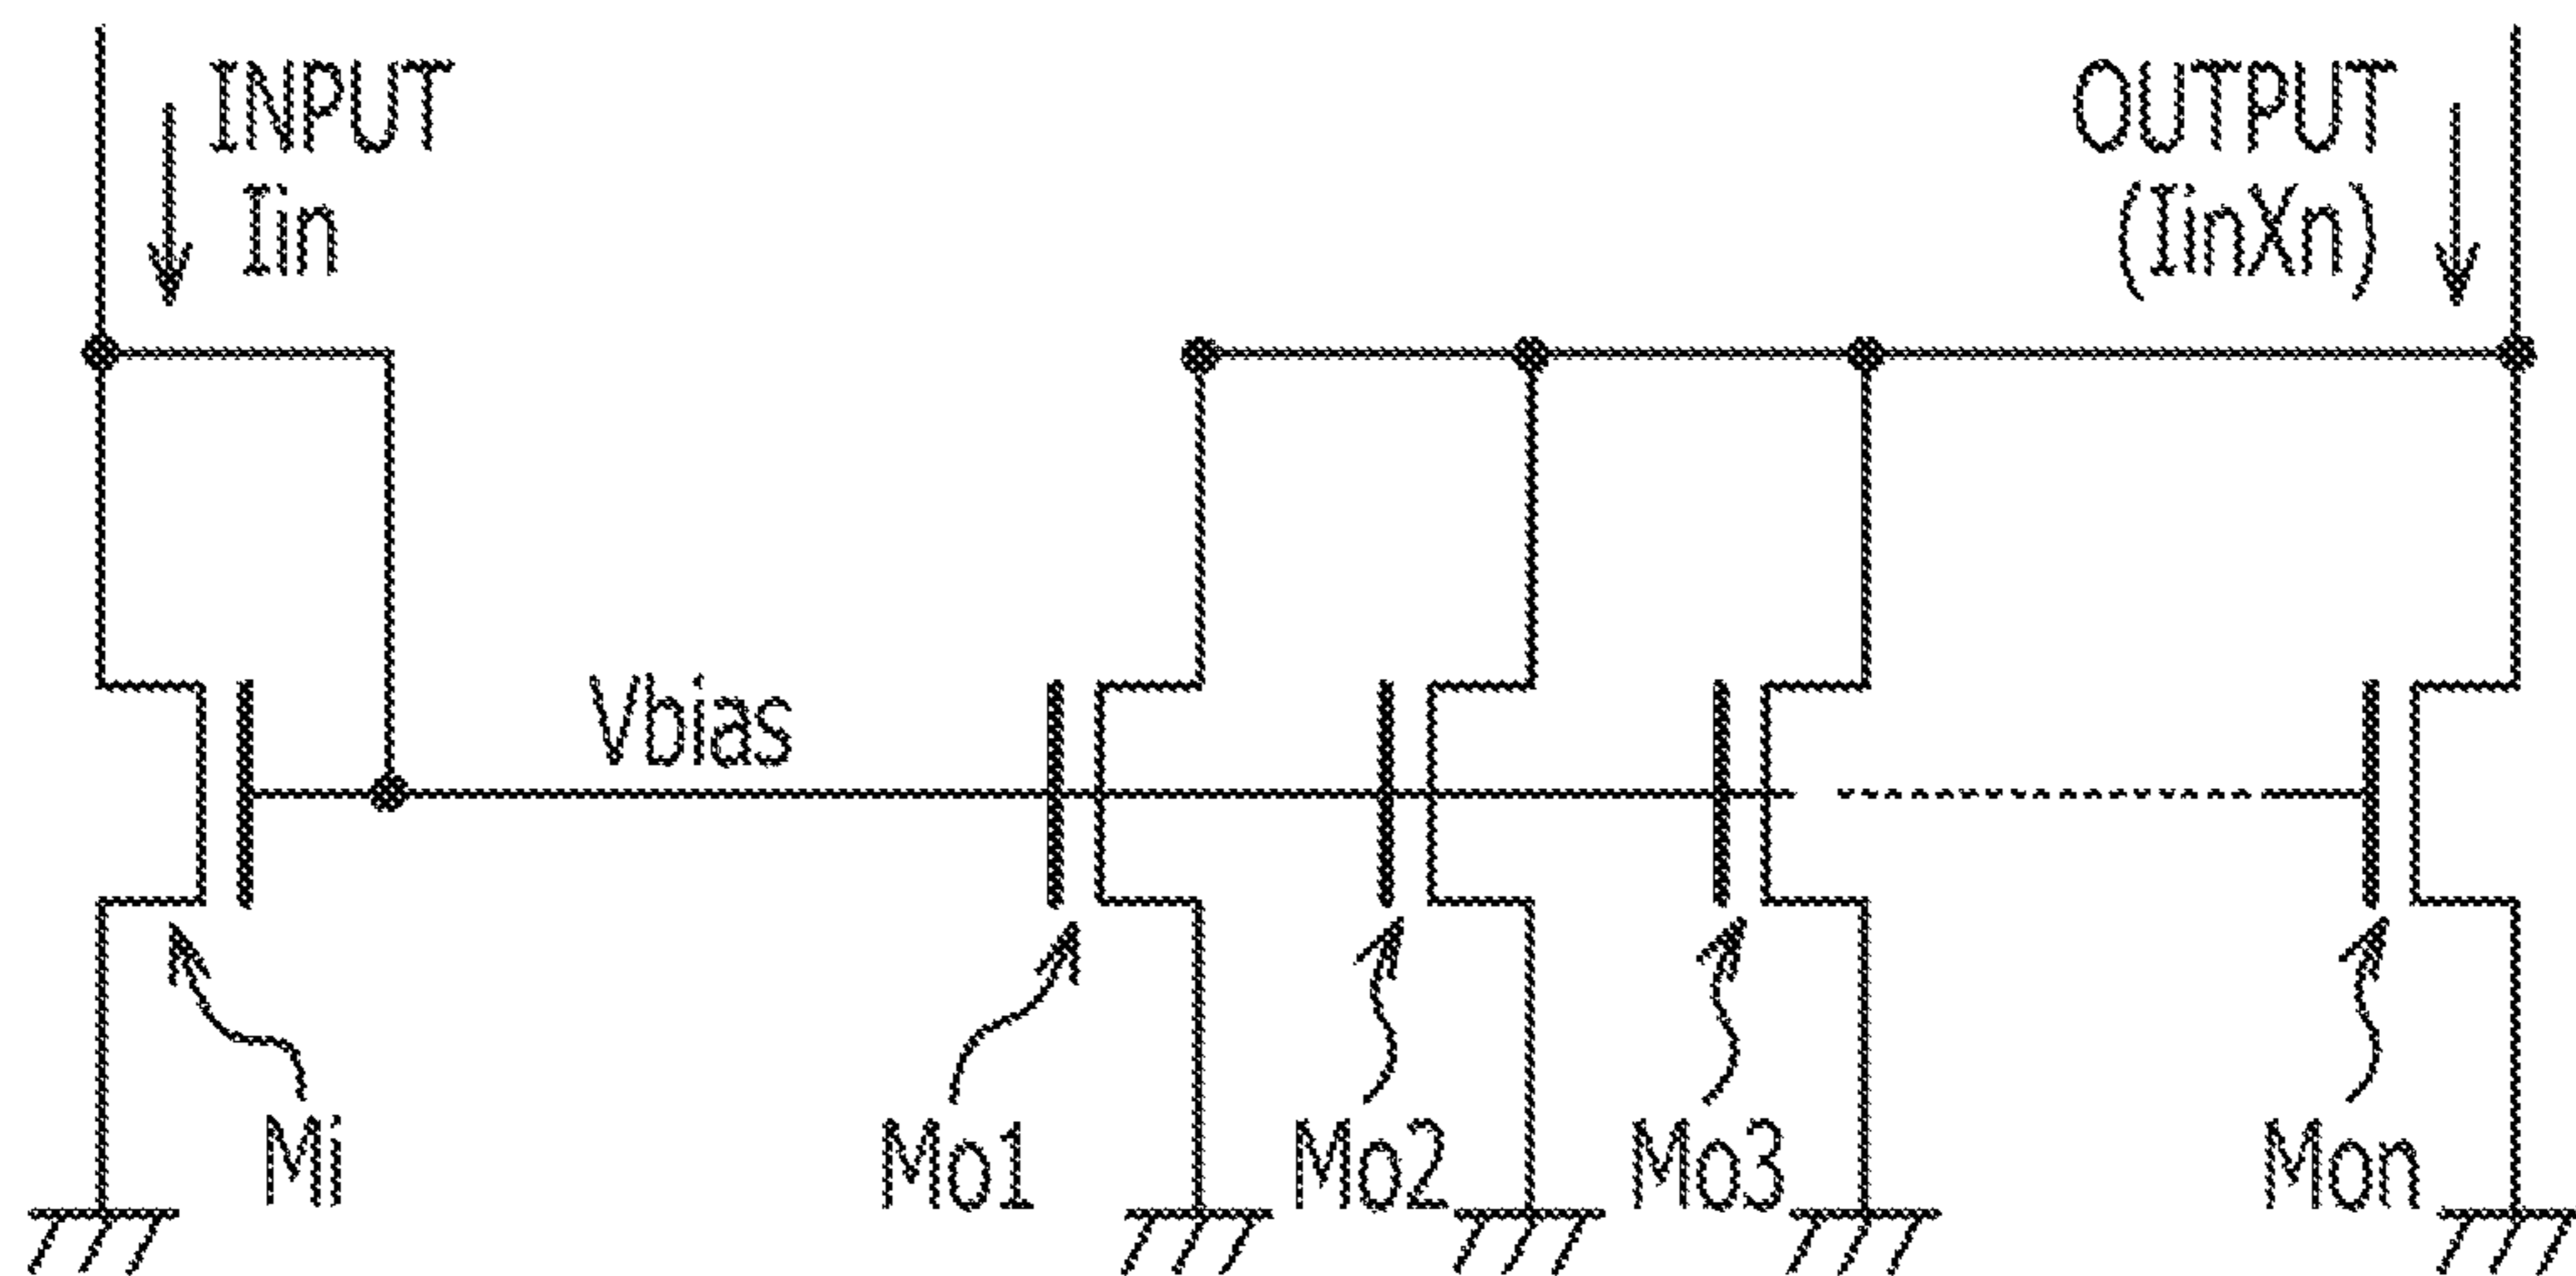 INPUT
Iin
OUTPUT
(IinXn)
Vbias
Mi
Mo1
Mo2
Mo3
Mon